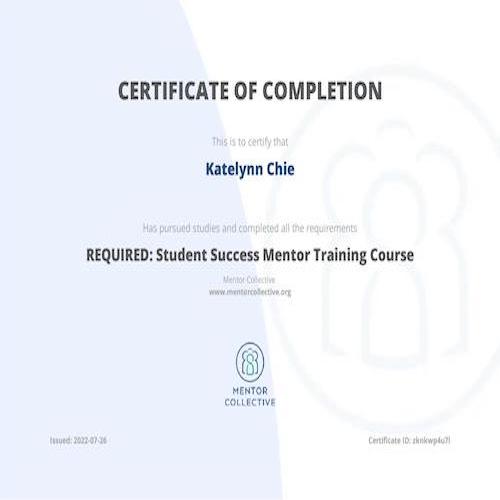 CERTIFICATE OF COMPLETION
This is to certify that
Katelynn Chie
Has pursued studies and completed all the requirements
REQUIRED: Student Success Mentor Training Course
Mentor Collective
www.mentorcollective.org
MENTOR
COLLECTIVE
Issued: 2022-07-26
Certificate ID: zknkwp4u7l